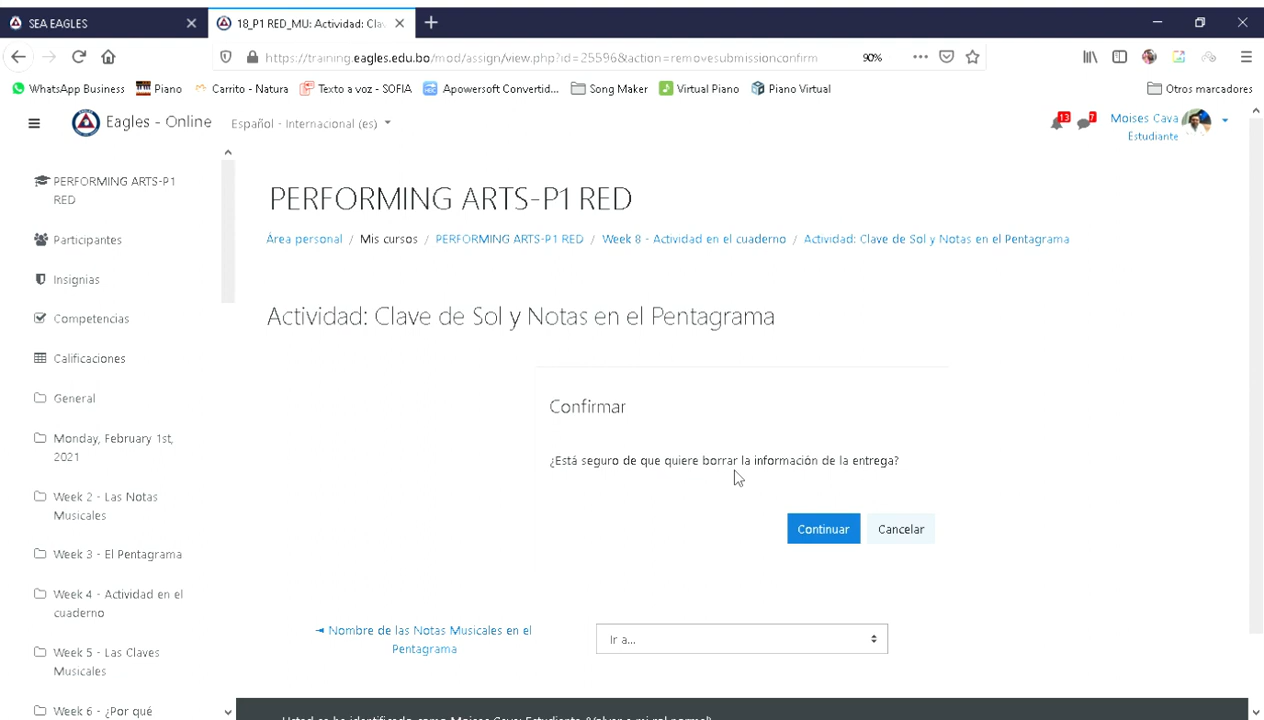 SEA EAGLES
18_P1 RED_MU: Actividad: Cla
https://training.eagles.edu.bo/mod/assign/view.php?id=25596&action=removesubmissionconfirm
90%
WhatsApp Business
Piano
Carrito - Natura
Texto a voz - SOFIA
Apowersoft Convertid...
Song Maker
Virtual Piano
Piano Virtual
Otros marcadores
Eagles - Online
Español - Internacional (es)
13
7
Moises Cava
Estudiante
PERFORMING ARTS-P1
RED
Participantes
Insignias
Competencias
Calificaciones
General
Monday, February 1st,
2021
Week 2 - Las Notas
Musicales
Week 3 - El Pentagrama
Week 4 - Actividad en el
cuaderno
Week 5 - Las Claves
Musicales
Week 6 - ¿Por qué
PERFORMING ARTS-P1 RED
Área personal / Mis cursos / PERFORMING ARTS-P1 RED / Week 8 - Actividad en el cuaderno / Actividad: Clave de Sol y Notas en el Pentagrama
Actividad: Clave de Sol y Notas en el Pentagrama
Confirmar
¿Está seguro de que quiere borrar la información de la entrega?
Continuar
Cancelar
◄ Nombre de las Notas Musicales en el
Pentagrama
Ir a...
Usted se ha identificado como Moises Cava: Estudiante (Volver a mi rol normal)